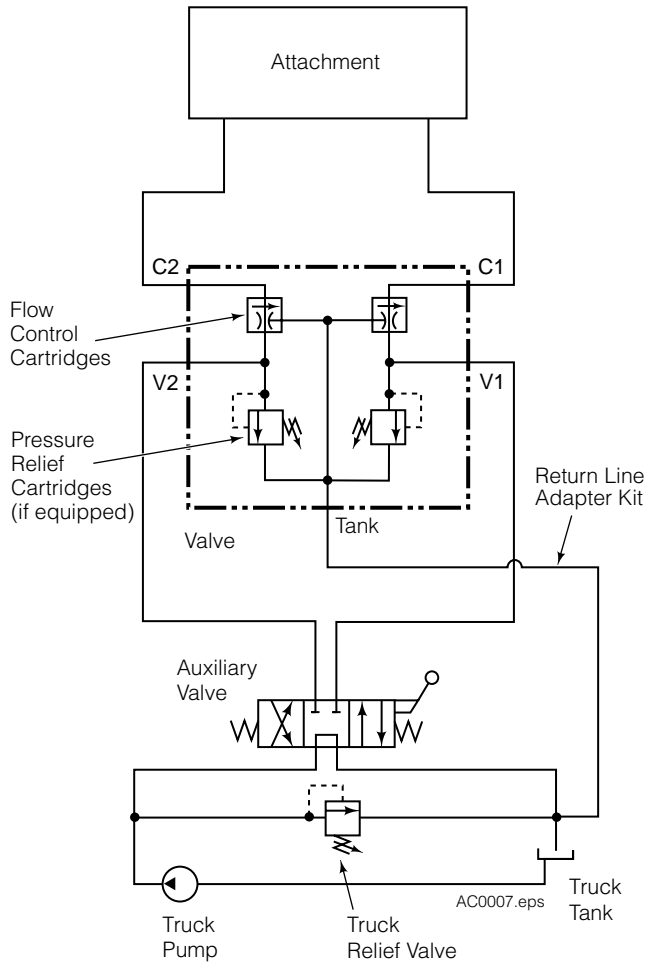 Attachment
C2
C1
Flow
Control
Cartridges
V2
V1
Pressure
Relief
Cartridges
(if equipped)
Return Line
Adapter Kit
Valve
Tank
Auxiliary
Valve
AC0007.eps
Truck
Tank
Truck
Pump
Truck
Relief Valve